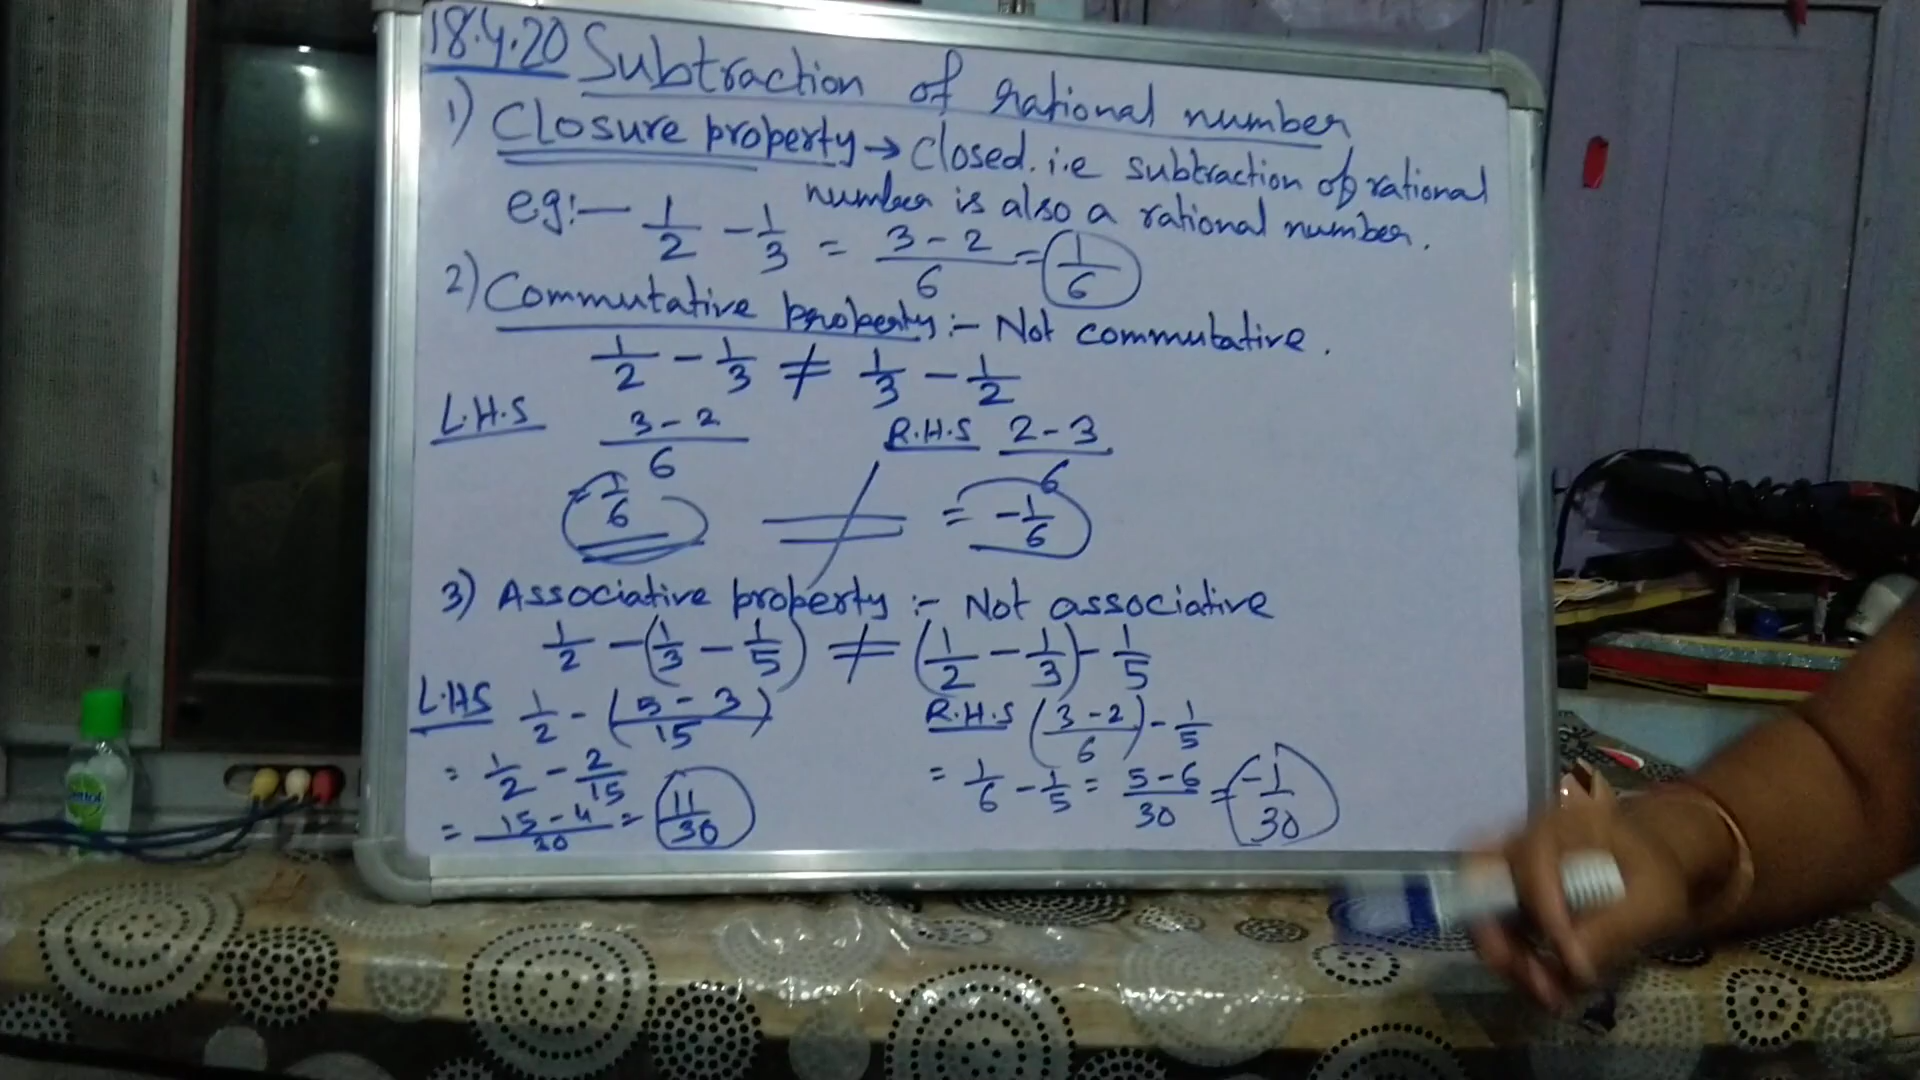 18.4.20 Subtraction of rational number
1) Closure property → Closed. i.e subtraction of rational
number is also a rational number.
eg:- 1/2 - 1/3 = (3-2)/6 = 1/6
2) Commutative property :- Not commutative.
1/2 - 1/3 ≠ 1/3 - 1/2
L.H.S (3-2)/6 R.H.S (2-3)/6
= 1/6 ≠ = -1/6
3) Associative property :- Not associative
1/2 - (1/3 - 1/5) ≠ (1/2 - 1/3) - 1/5
L.H.S 1/2 - (5-3)/15 R.H.S (3-2)/6 - 1/5
= 1/2 - 2/15 = 1/6 - 1/5 = (5-6)/30 = -1/30
= (15-4)/30 = 11/30
Dettol